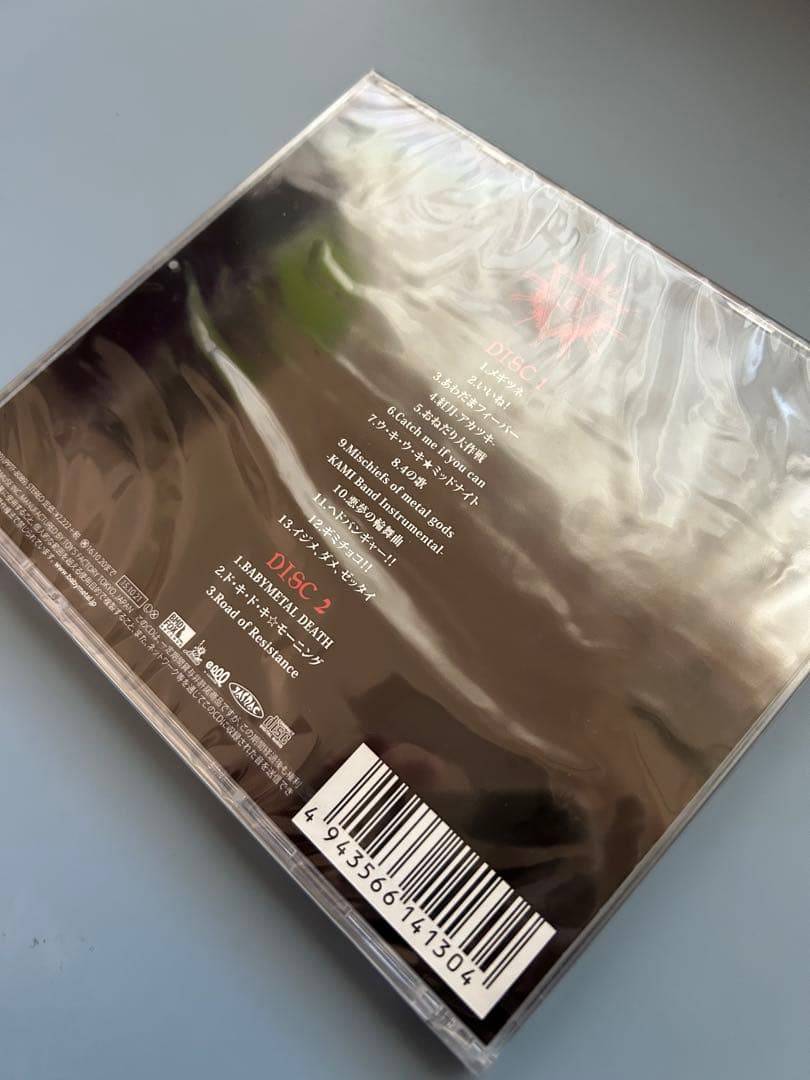 DISC 1
1.メギツネ
2.いいね!
3.あわだまフィーバー
4.紅月-アカツキ-
5.おねだり大作戦
6.Catch me if you can
7.ウ・キ・ウ・キ★ミッドナイト
8.4の歌
9.Mischiefs of metal gods
-KAMI Band Instrumental-
10.悪夢の輪舞曲
11.ヘドバンギャー!!
12.ギミチョコ!!
13.イジメ、ダメ、ゼッタイ
DISC 2
1.BABYMETAL DEATH
2.ド・キ・ド・キ☆モーニング
3.Road of Resistance
JASRAC
disc
www.babymetal.jp
4 943566 141304